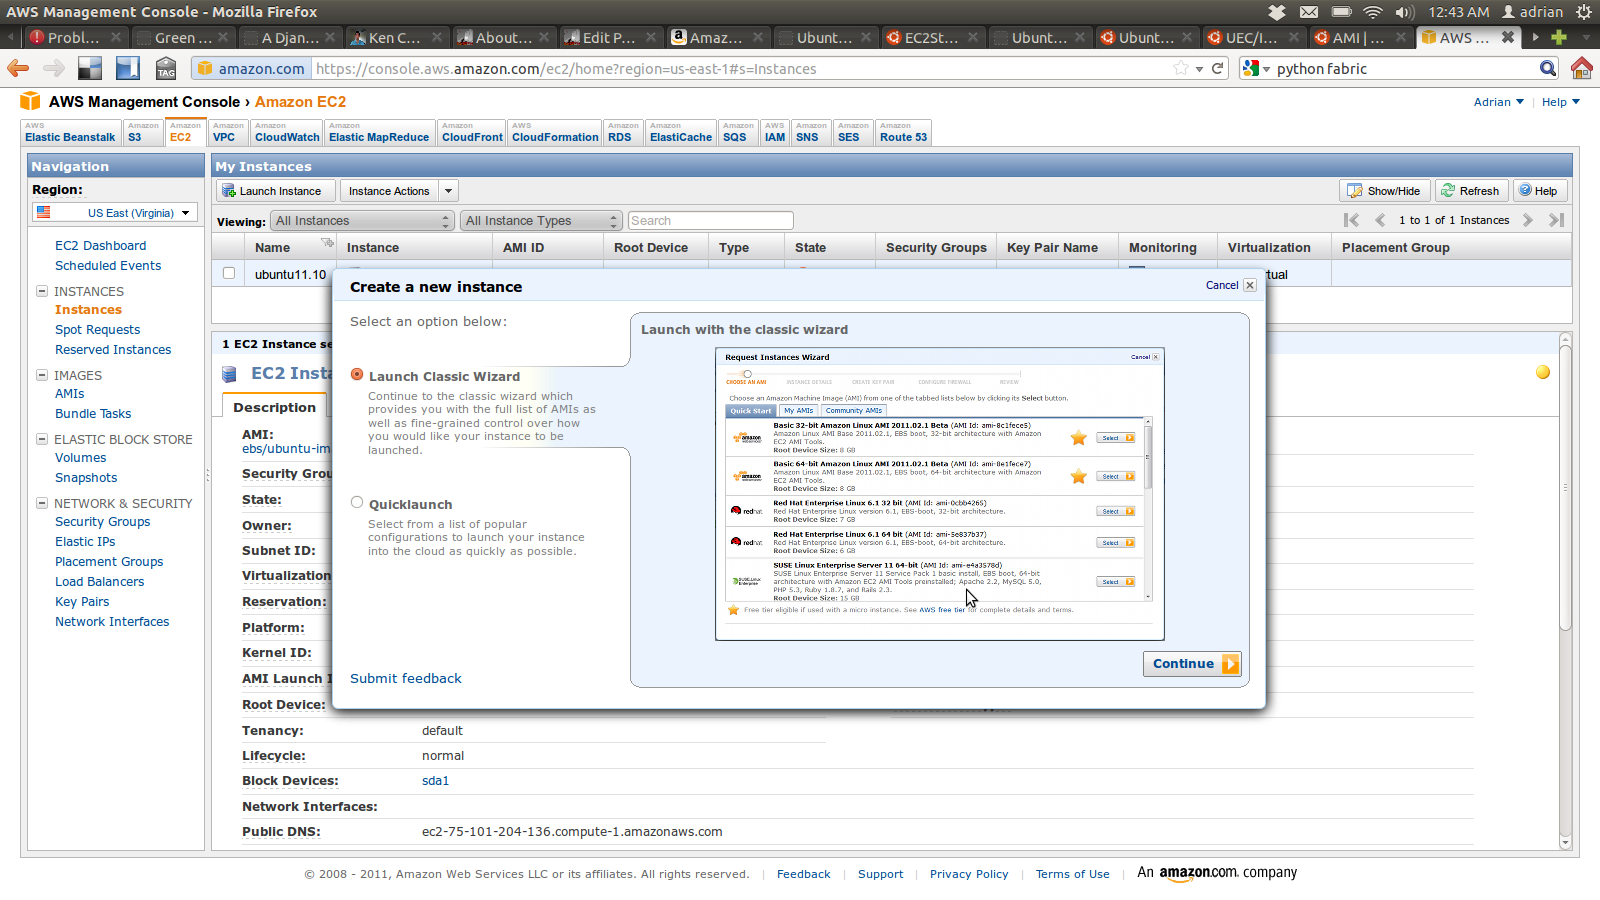 AWS Management Console - Mozilla Firefox
12:43 AM adrian
Probl... Green ... A Djan... Ken C... About... Edit P... Amaz... Ubunt... EC2St... Ubunt... Ubunt... UEC/I... AMI | ... AWS ...
amazon.com https://console.aws.amazon.com/ec2/home?region=us-east-1#s=Instances
TAG
python fabric
AWS Management Console › Amazon EC2
Adrian | Help
AWS Elastic Beanstalk
Amazon S3
Amazon EC2
Amazon VPC
Amazon CloudWatch
Amazon Elastic MapReduce
Amazon CloudFront
AWS CloudFormation
Amazon RDS
Amazon ElastiCache
Amazon SQS
AWS IAM
Amazon SNS
Amazon SES
Amazon Route 53
Navigation
Region:
US East (Virginia)
EC2 Dashboard
Scheduled Events
INSTANCES
Instances
Spot Requests
Reserved Instances
IMAGES
AMIs
Bundle Tasks
ELASTIC BLOCK STORE
Volumes
Snapshots
NETWORK & SECURITY
Security Groups
Elastic IPs
Placement Groups
Load Balancers
Key Pairs
Network Interfaces
My Instances
Launch Instance Instance Actions Show/Hide Refresh Help
Viewing: All Instances All Instance Types Search 1 to 1 of 1 Instances
Name Instance AMI ID Root Device Type State Security Groups Key Pair Name Monitoring Virtualization Placement Group
ubuntu11.10 tual
1 EC2 Instance se
EC2 Insta
Description
AMI:
ebs/ubuntu-im
Security Grou
State:
Owner:
Subnet ID:
Virtualization
Reservation:
Platform:
Kernel ID:
AMI Launch I
Root Device:
Tenancy: default
Lifecycle: normal
Block Devices: sda1
Network Interfaces:
Public DNS: ec2-75-101-204-136.compute-1.amazonaws.com
Create a new instance
Cancel
Select an option below:
Launch Classic Wizard
Continue to the classic wizard which
provides you with the full list of AMIs as
well as fine-grained control over how
you would like your instance to be
launched.
Quicklaunch
Select from a list of popular
configurations to launch your instance
into the cloud as quickly as possible.
Submit feedback
Launch with the classic wizard
Request Instances Wizard
Cancel
CHOOSE AN AMI INSTANCE DETAILS CREATE KEY PAIR CONFIGURE FIREWALL REVIEW
Choose an Amazon Machine Image (AMI) from one of the tabbed lists below by clicking its Select button.
Quick Start My AMIs Community AMIs
Basic 32-bit Amazon Linux AMI 2011.02.1 Beta (AMI Id: ami-8c1fece5)
Amazon Linux AMI Base 2011.02.1, EBS boot, 32-bit architecture with Amazon
EC2 AMI Tools.
Root Device Size: 8 GB
Select
Basic 64-bit Amazon Linux AMI 2011.02.1 Beta (AMI Id: ami-8e1fece7)
Amazon Linux AMI Base 2011.02.1, EBS boot, 64-bit architecture with Amazon
EC2 AMI Tools.
Root Device Size: 8 GB
Select
redhat
Red Hat Enterprise Linux 6.1 32 bit (AMI Id: ami-0cbb4265)
Red Hat Enterprise Linux version 6.1, EBS-boot, 32-bit architecture.
Root Device Size: 7 GB
Select
redhat
Red Hat Enterprise Linux 6.1 64 bit (AMI Id: ami-5e837b37)
Red Hat Enterprise Linux version 6.1, EBS-boot, 64-bit architecture.
Root Device Size: 6 GB
Select
SUSE Linux Enterprise
SUSE Linux Enterprise Server 11 64-bit (AMI Id: ami-e4a3578d)
SUSE Linux Enterprise Server 11 Service Pack 1 basic install, EBS boot, 64-bit
architecture with Amazon EC2 AMI Tools preinstalled; Apache 2.2, MySQL 5.0,
PHP 5.3, Ruby 1.8.7, and Rails 2.3.
Root Device Size: 15 GB
Select
Free tier eligible if used with a micro instance. See AWS free tier for complete details and terms.
Continue
© 2008 - 2011, Amazon Web Services LLC or its affiliates. All rights reserved. | Feedback | Support | Privacy Policy | Terms of Use | An amazon.com. company